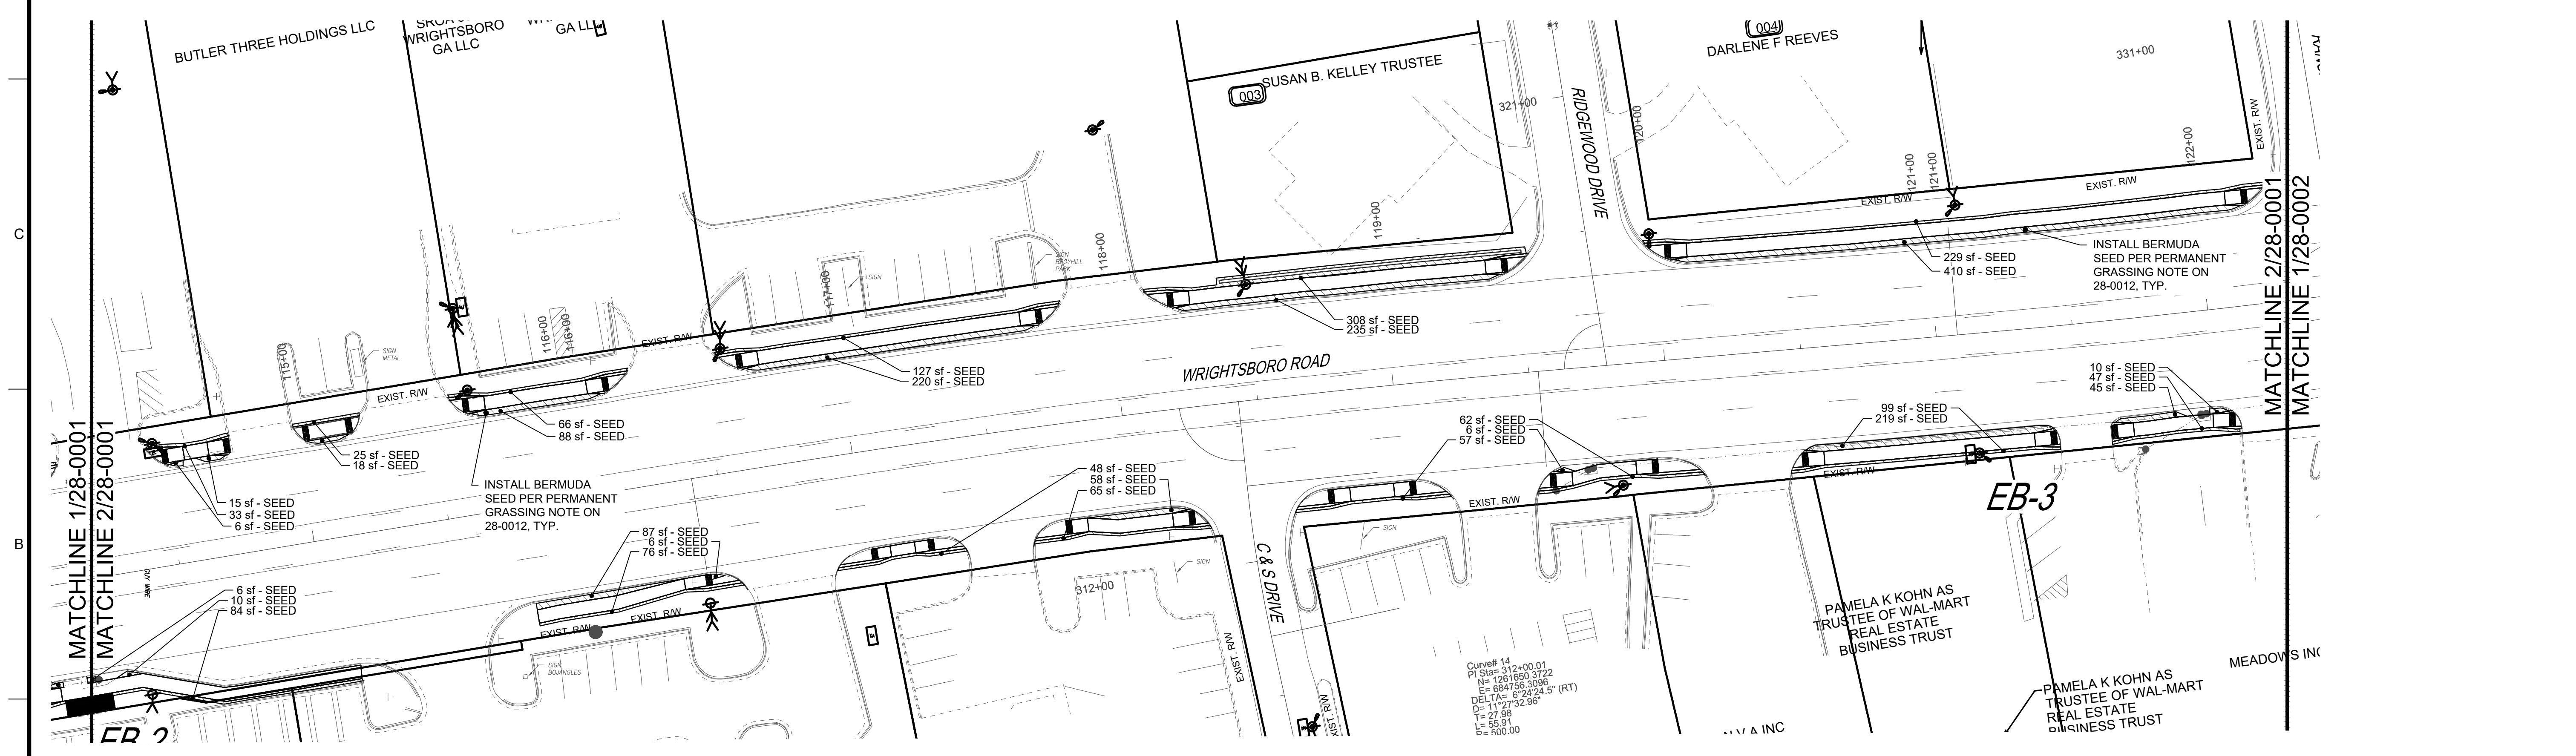 BUTLER THREE HOLDINGS LLC
WRIGHTSBORO
GA LLC
SUSAN B. KELLEY TRUSTEE
003
321+00
RIDGEWOOD DRIVE
004
DARLENE F REEVES
331+00
EXIST. R/W
120+00
121+00
121+00
122+00
EXIST. R/W
EXIST. R/W
229 sf - SEED
410 sf - SEED
INSTALL BERMUDA
SEED PER PERMANENT
GRASSING NOTE ON
28-0012, TYP.
MATCHLINE 2/28-0001
MATCHLINE 1/28-0002
C
115+00
SIGN
METAL
116+00
116+00
EXIST. R/W
EXIST. R/W
117+00
SIGN
SIGN
BROYHILL
PARK
118+00
119+00
308 sf - SEED
235 sf - SEED
127 sf - SEED
220 sf - SEED
WRIGHTSBORO ROAD
66 sf - SEED
88 sf - SEED
25 sf - SEED
18 sf - SEED
15 sf - SEED
33 sf - SEED
6 sf - SEED
INSTALL BERMUDA
SEED PER PERMANENT
GRASSING NOTE ON
28-0012, TYP.
MATCHLINE 1/28-0001
MATCHLINE 2/28-0001
B
GUY WIRE
6 sf - SEED
10 sf - SEED
84 sf - SEED
87 sf - SEED
6 sf - SEED
76 sf - SEED
48 sf - SEED
58 sf - SEED
65 sf - SEED
62 sf - SEED
6 sf - SEED
57 sf - SEED
99 sf - SEED
219 sf - SEED
10 sf - SEED
47 sf - SEED
45 sf - SEED
EXIST. R/W
EXIST. R/W
EB-3
EXIST. R/W
EXIST. R/W
SIGN
BOJANGLES
312+00
SIGN
C & S DRIVE
EXIST. R/W
SIGN
Curve# 14
PI Sta= 312+00.01
N= 1261650.3722
E= 684756.3096
DELTA= 6°24'24.5" (RT)
D= 11°27'32.96"
T= 27.98
L= 55.91
R= 500.00
PAMELA K KOHN AS
TRUSTEE OF WAL-MART
REAL ESTATE
BUSINESS TRUST
PAMELA K KOHN AS
TRUSTEE OF WAL-MART
REAL ESTATE
BUSINESS TRUST
MEADOWS INC
EB-2